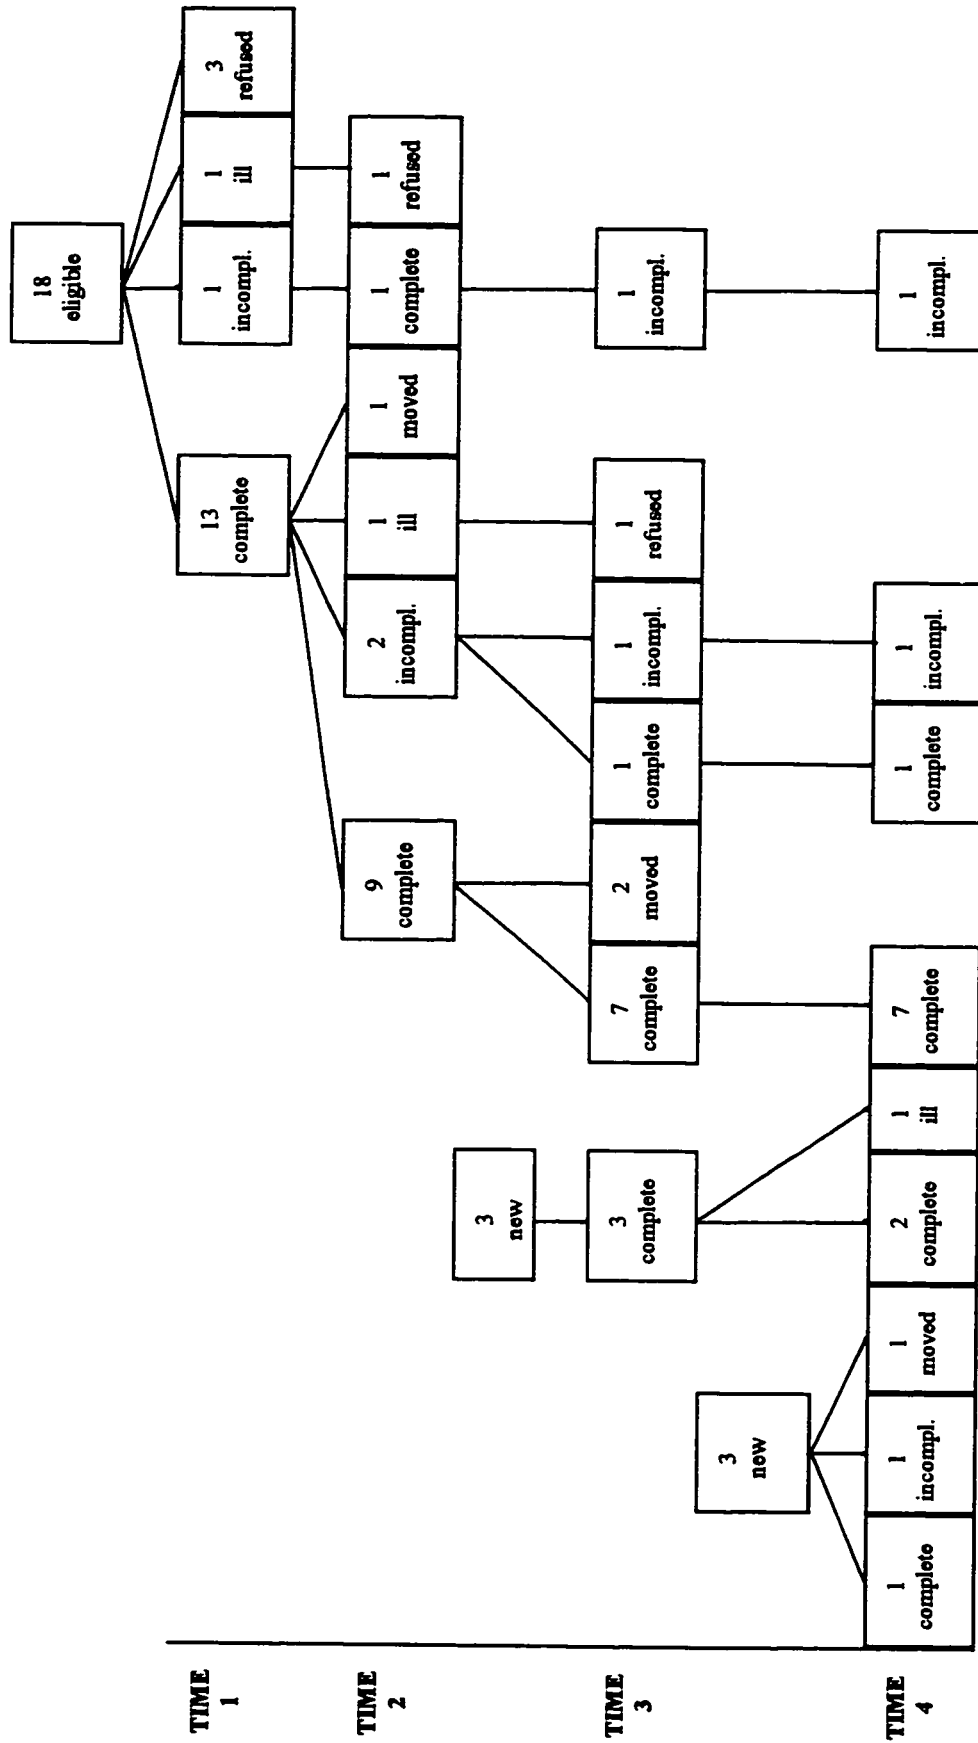 18
eligible
TIME
1
13
complete
1
incompl.
1
ill
3
refused
TIME
2
9
complete
2
incompl.
1
ill
1
moved
1
complete
1
refused
3
new
TIME
3
3
complete
7
complete
2
moved
1
complete
1
incompl.
1
refused
1
incompl.
3
new
TIME
4
1
complete
1
incompl.
1
moved
2
complete
1
ill
7
complete
1
complete
1
incompl.
1
incompl.